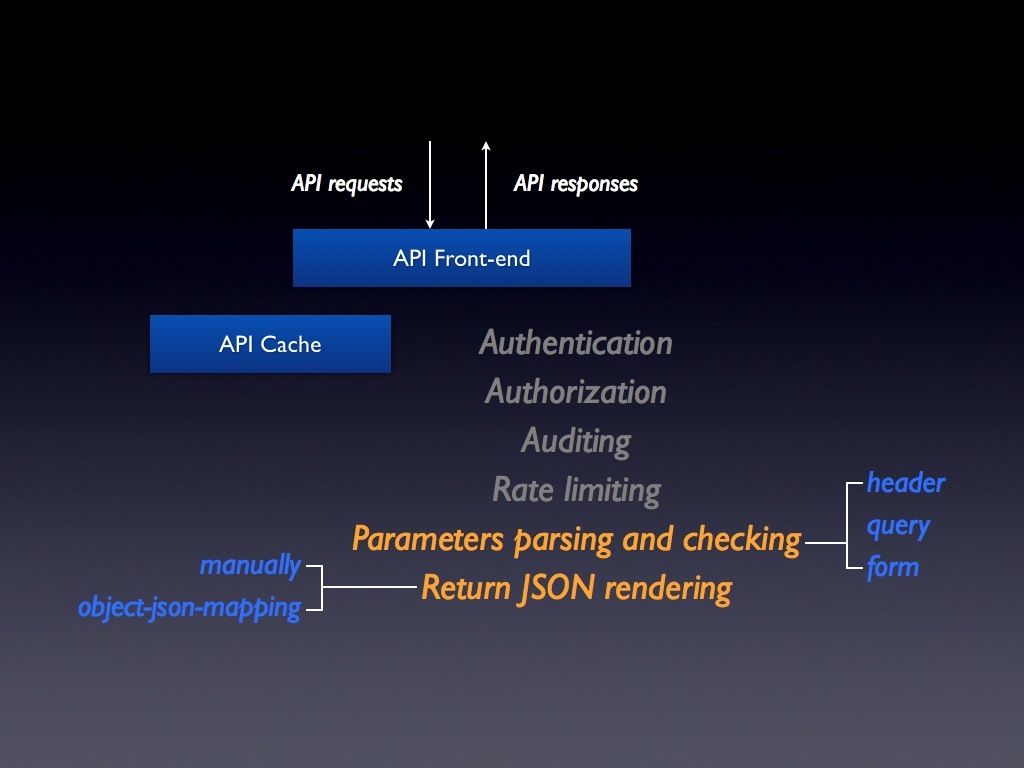 API requests
API responses
API Front-end
API Cache
Authentication
Authorization
Auditing
Rate limiting
header
query
form
Parameters parsing and checking
manually
object-json-mapping
Return JSON rendering